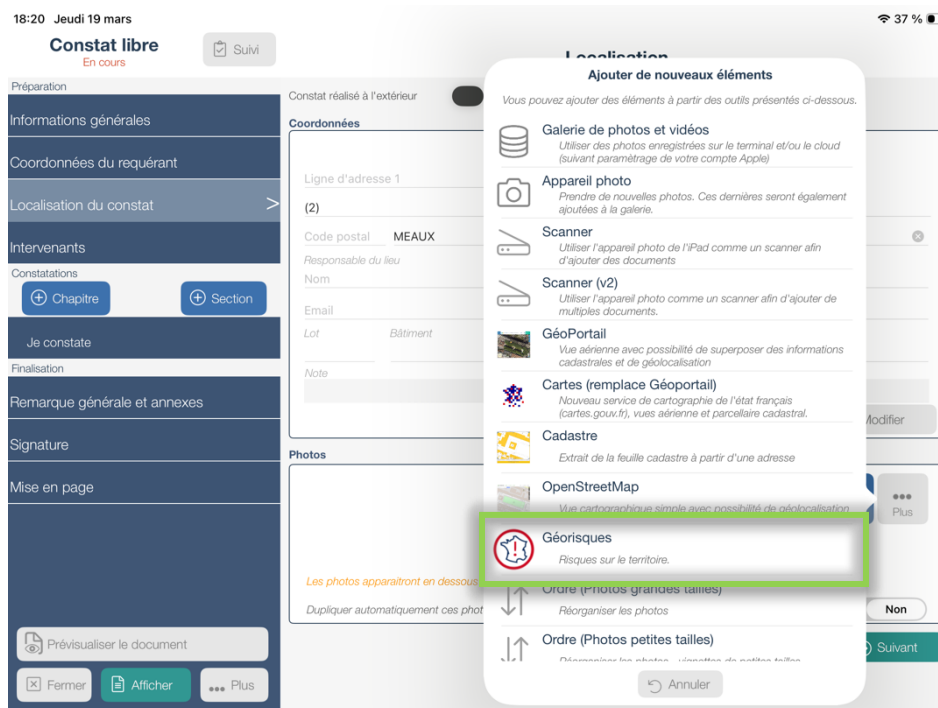 18:20 Jeudi 19 mars
37 %
Constat libre
En cours
Suivi
Préparation
Informations générales
Coordonnées du requérant
Localisation du constat >
Intervenants
Constatations
Chapitre
Section
Je constate
Finalisation
Remarque générale et annexes
Signature
Mise en page
Prévisualiser le document
Fermer
Afficher
Plus
Localisation
Constat réalisé à l'extérieur
Coordonnées
Ligne d'adresse 1
(2)
Code postal MEAUX
Responsable du lieu
Nom
Email
Lot Bâtiment
Note
Modifier
Photos
Plus
Les photos apparaitront en dessous
Dupliquer automatiquement ces phot
Non
Suivant
Ajouter de nouveaux éléments
Vous pouvez ajouter des éléments à partir des outils présentés ci-dessous.
Galerie de photos et vidéos
Utiliser des photos enregistrées sur le terminal et/ou le cloud
(suivant paramètrage de votre compte Apple)
Appareil photo
Prendre de nouvelles photos. Ces dernières seront également
ajoutées à la galerie.
Scanner
Utiliser l'appareil photo de l'iPad comme un scanner afin
d'ajouter des documents
Scanner (v2)
Utiliser l'appareil photo comme un scanner afin d'ajouter de
multiples documents.
GéoPortail
Vue aérienne avec possibilité de superposer des informations
cadastrales et de géolocalisation
Cartes (remplace Géoportail)
Nouveau service de cartographie de l'état français
(cartes.gouv.fr), vues aérienne et parcellaire cadastral.
Cadastre
Extrait de la feuille cadastre à partir d'une adresse
OpenStreetMap
Vue cartographique simple avec possibilité de géolocalisation
Géorisques
Risques sur le territoire.
Ordre (Photos grandes tailles)
Réorganiser les photos
Ordre (Photos petites tailles)
Réorganiser les photos - vignettes de petites tailles
Annuler